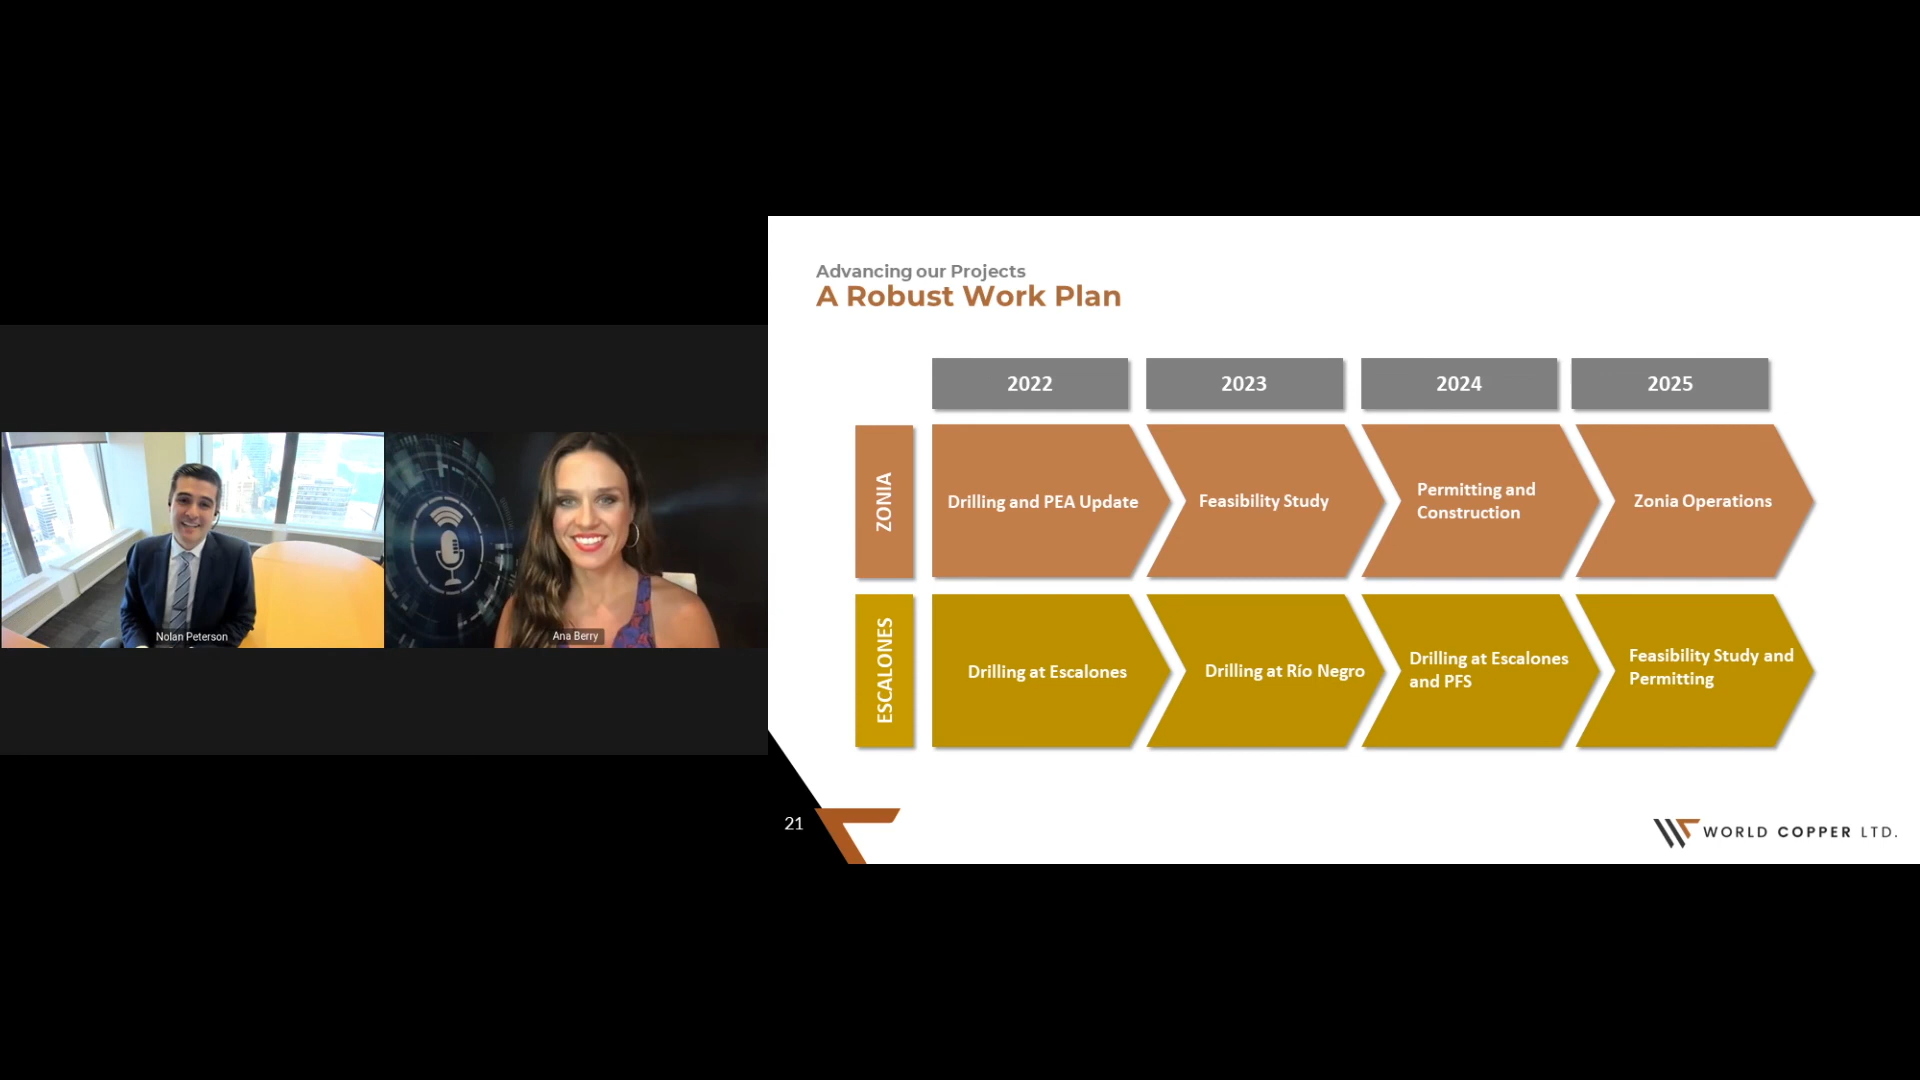 Nolan Peterson
Ana Berry
Advancing our Projects
A Robust Work Plan
2022
2023
2024
2025
ZONIA
Drilling and PEA Update
Feasibility Study
Permitting and
Construction
Zonia Operations
ESCALONES
Drilling at Escalones
Drilling at Río Negro
Drilling at Escalones
and PFS
Feasibility Study and
Permitting
21
WORLD COPPER LTD.